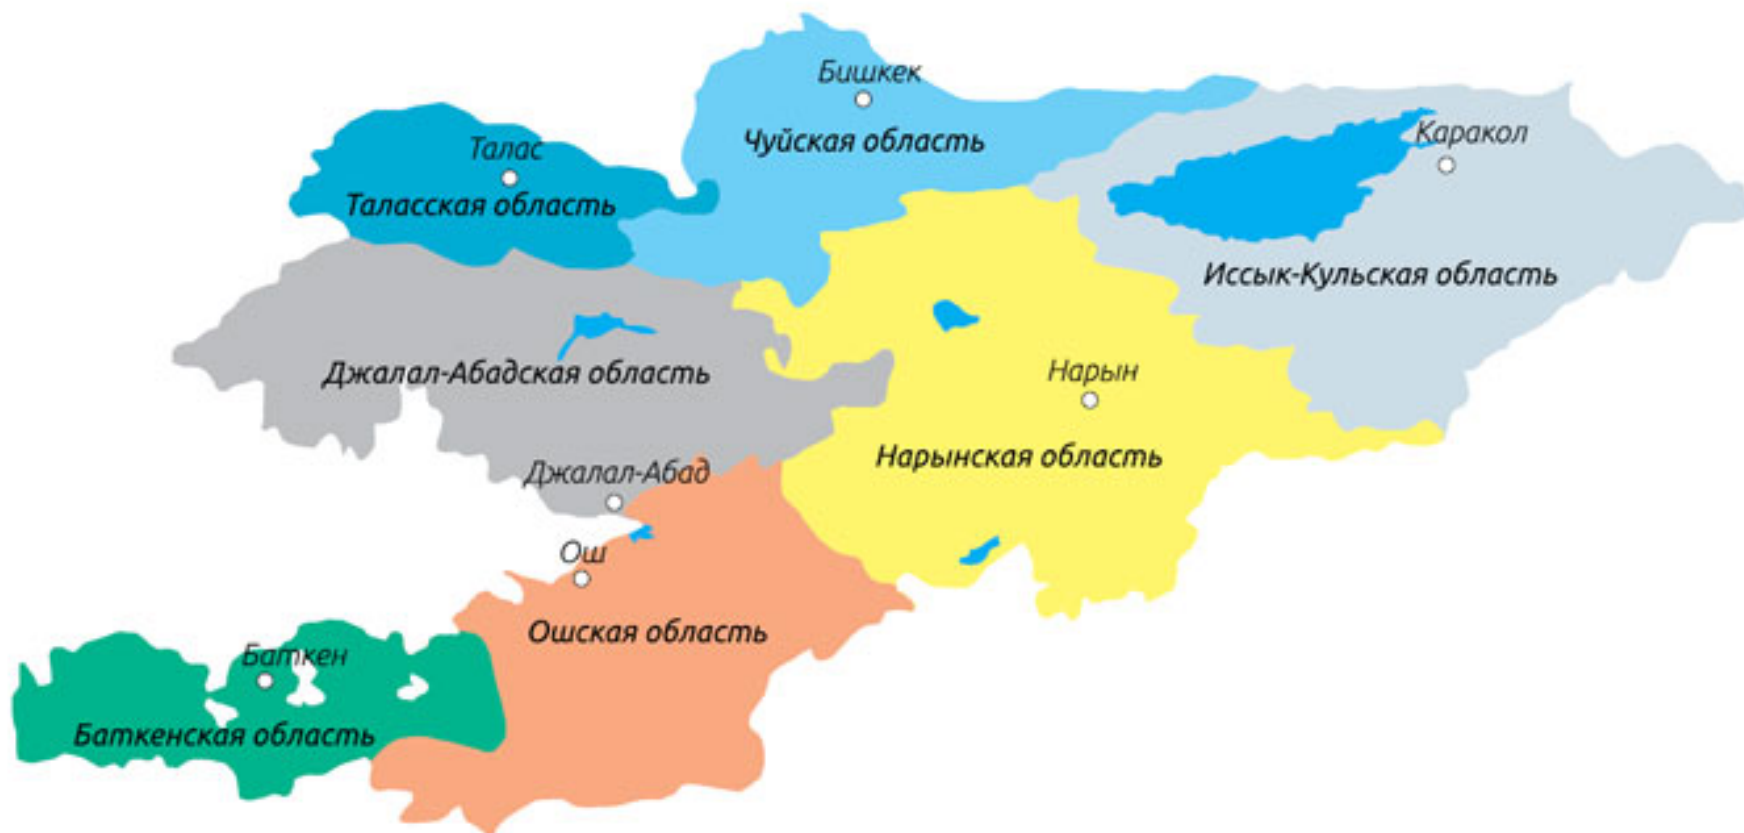 Бишкек
Чуйская область
Каракол
Талас
Таласская область
Иссык-Кульская область
Джалал-Абадская область
Нарын
Нарынская область
Джалал-Абад
Ош
Ошская область
Баткен
Баткенская область